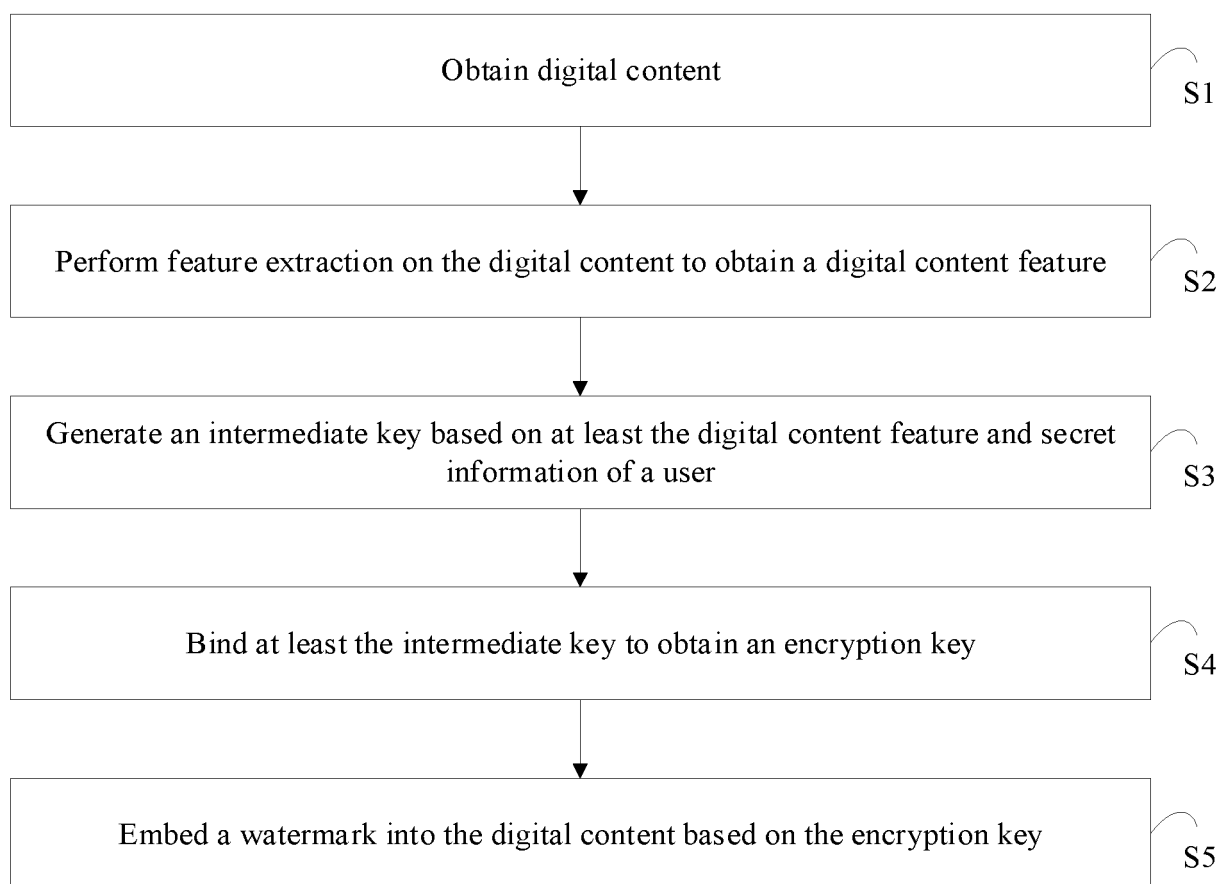 Obtain digital content
S1
Perform feature extraction on the digital content to obtain a digital content feature
S2
Generate an intermediate key based on at least the digital content feature and secret
information of a user
S3
Bind at least the intermediate key to obtain an encryption key
S4
Embed a watermark into the digital content based on the encryption key
S5